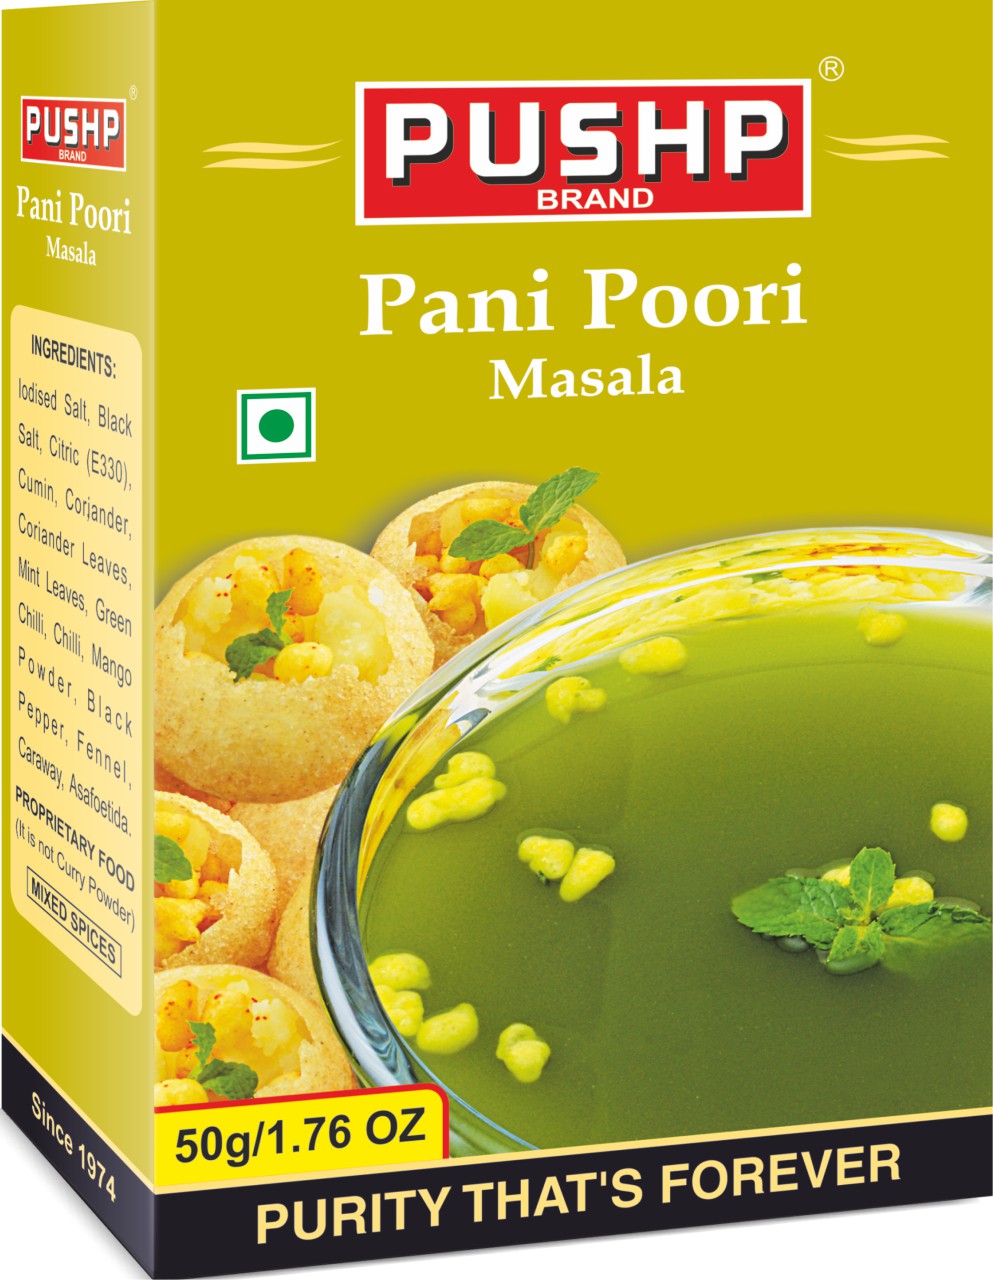 PUSHP
BRAND
®
Pani Poori
Masala
INGREDIENTS:
Iodised Salt, Black
Salt, Citric (E330),
Cumin, Coriander,
Coriander Leaves,
Mint Leaves, Green
Chilli, Chilli, Mango
Powder, Black
Pepper, Fennel,
Caraway, Asafoetida.
PROPRIETARY FOOD
(It is not Curry Powder)
MIXED SPICES
Since 1974
®
PUSHP
BRAND
Pani Poori
Masala
50g/1.76 OZ
PURITY THAT'S FOREVER